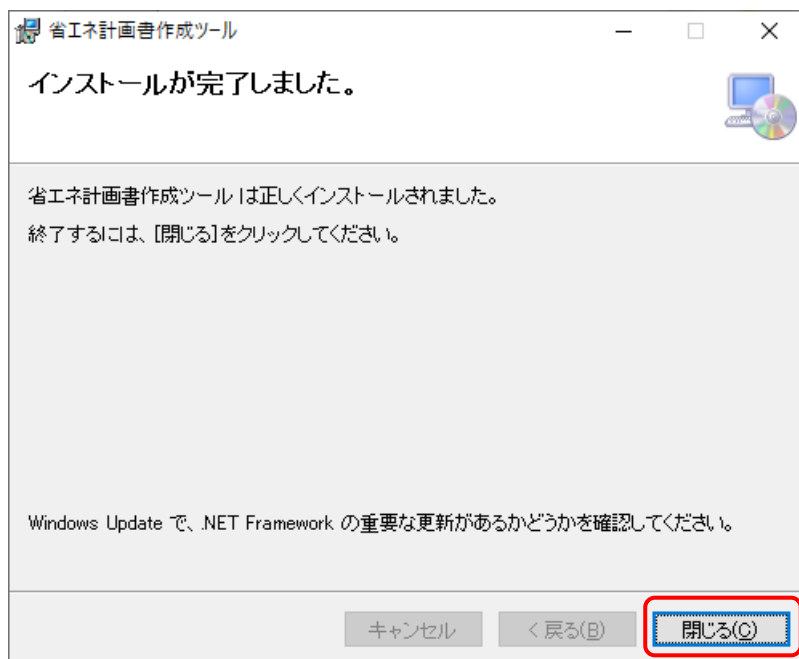 省エネ計画書作成ツール
インストールが完了しました。
省エネ計画書作成ツール は正しくインストールされました。
終了するには、[閉じる]をクリックしてください。
Windows Update で、.NET Framework の重要な更新があるかどうかを確認してください。
キャンセル
< 戻る(B)
閉じる(C)